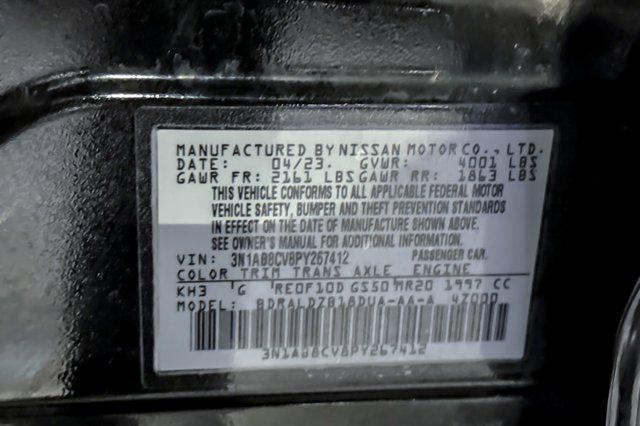 MANUFACTURED BY NISSAN MOTOR CO., LTD.
DATE: 04/23. GVWR: 4001 LBS
GAWR FR: 2161 LBS GAWR RR: 1863 LBS
THIS VEHICLE CONFORMS TO ALL APPLICABLE FEDERAL MOTOR
VEHICLE SAFETY, BUMPER AND THEFT PREVENTION STANDARDS
IN EFFECT ON THE DATE OF MANUFACTURE SHOWN ABOVE.
SEE OWNER'S MANUAL FOR ADDITIONAL INFORMATION.
VIN: 3N1AB8CV8PY267412 PASSENGER CAR.
COLOR TRIM TRANS AXLE ENGINE
KH3 G RE0F10D GS50 MR20 1997 CC
MODEL: BDRALDZB18DUA-AA-A 4Z000
3N1AB8CV8PY267412